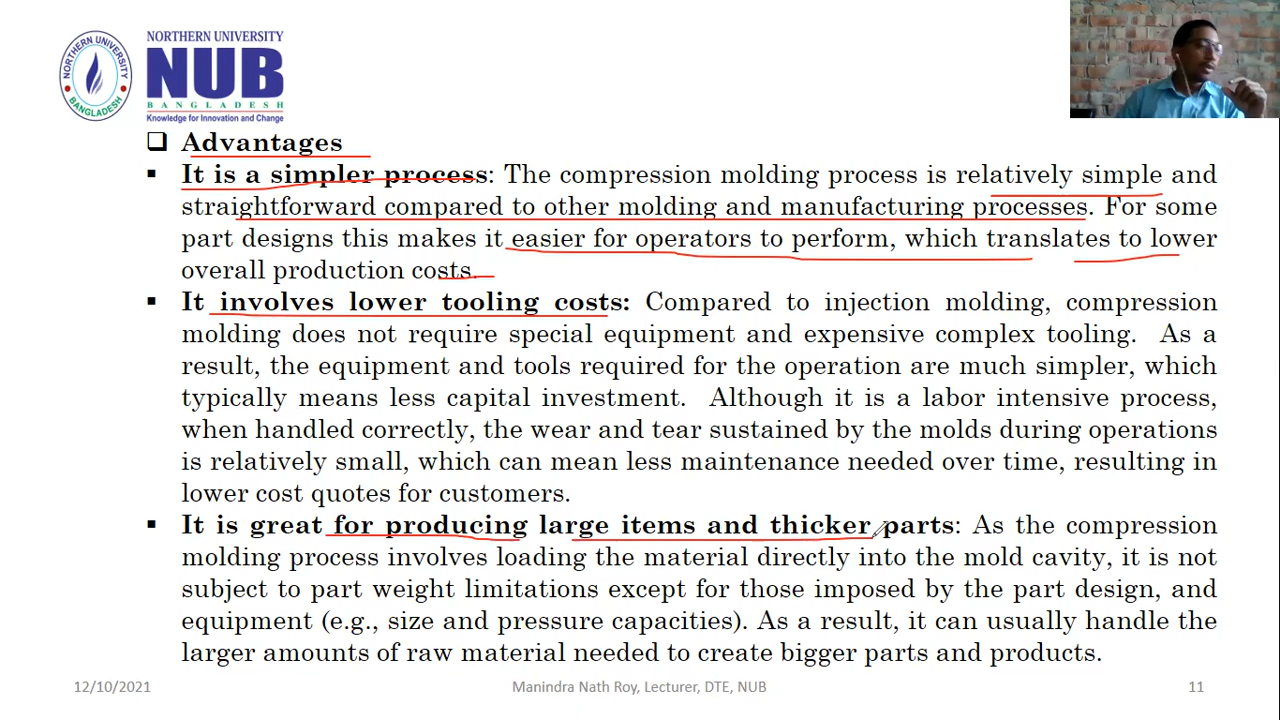 NORTHERN UNIVERSITY
BANGLADESH
NORTHERN UNIVERSITY
NUB
BANGLADESH
Knowledge for Innovation and Change
Advantages
It is a simpler process: The compression molding process is relatively simple and
straightforward compared to other molding and manufacturing processes. For some
part designs this makes it easier for operators to perform, which translates to lower
overall production costs.
It involves lower tooling costs: Compared to injection molding, compression
molding does not require special equipment and expensive complex tooling. As a
result, the equipment and tools required for the operation are much simpler, which
typically means less capital investment. Although it is a labor intensive process,
when handled correctly, the wear and tear sustained by the molds during operations
is relatively small, which can mean less maintenance needed over time, resulting in
lower cost quotes for customers.
It is great for producing large items and thicker parts: As the compression
molding process involves loading the material directly into the mold cavity, it is not
subject to part weight limitations except for those imposed by the part design, and
equipment (e.g., size and pressure capacities). As a result, it can usually handle the
larger amounts of raw material needed to create bigger parts and products.
12/10/2021
Manindra Nath Roy, Lecturer, DTE, NUB
11